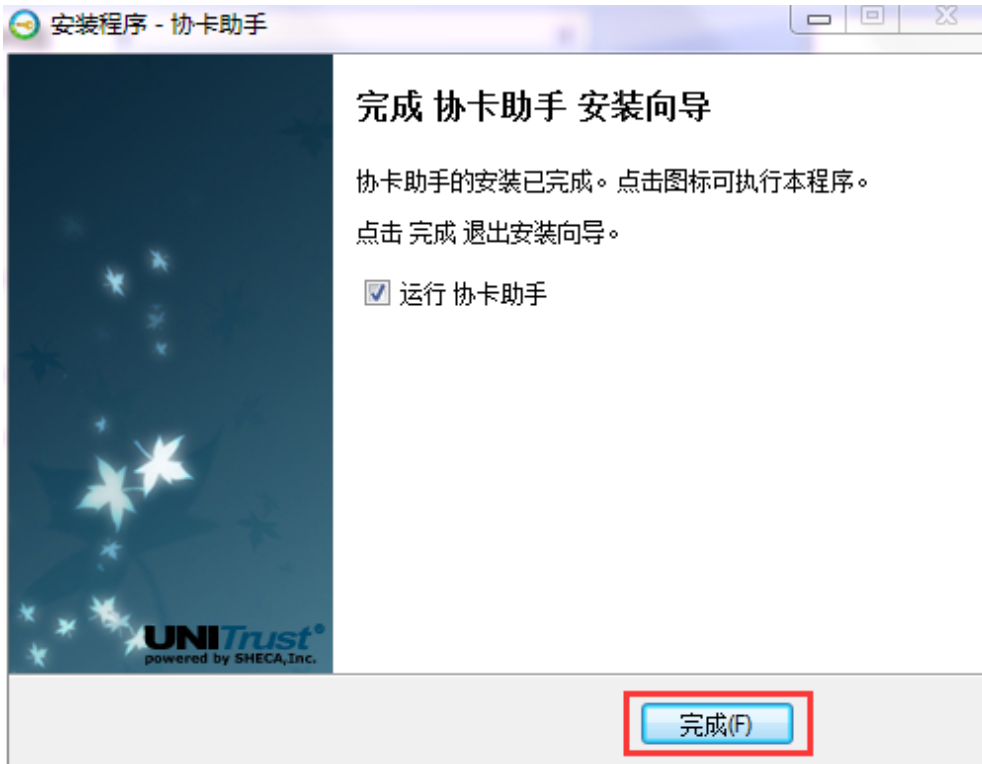 安装程序 - 协卡助手
完成 协卡助手 安装向导
协卡助手的安装已完成。点击图标可执行本程序。
点击 完成 退出安装向导。
运行 协卡助手
UNITrust®
powered by SHECA,Inc.
完成(F)